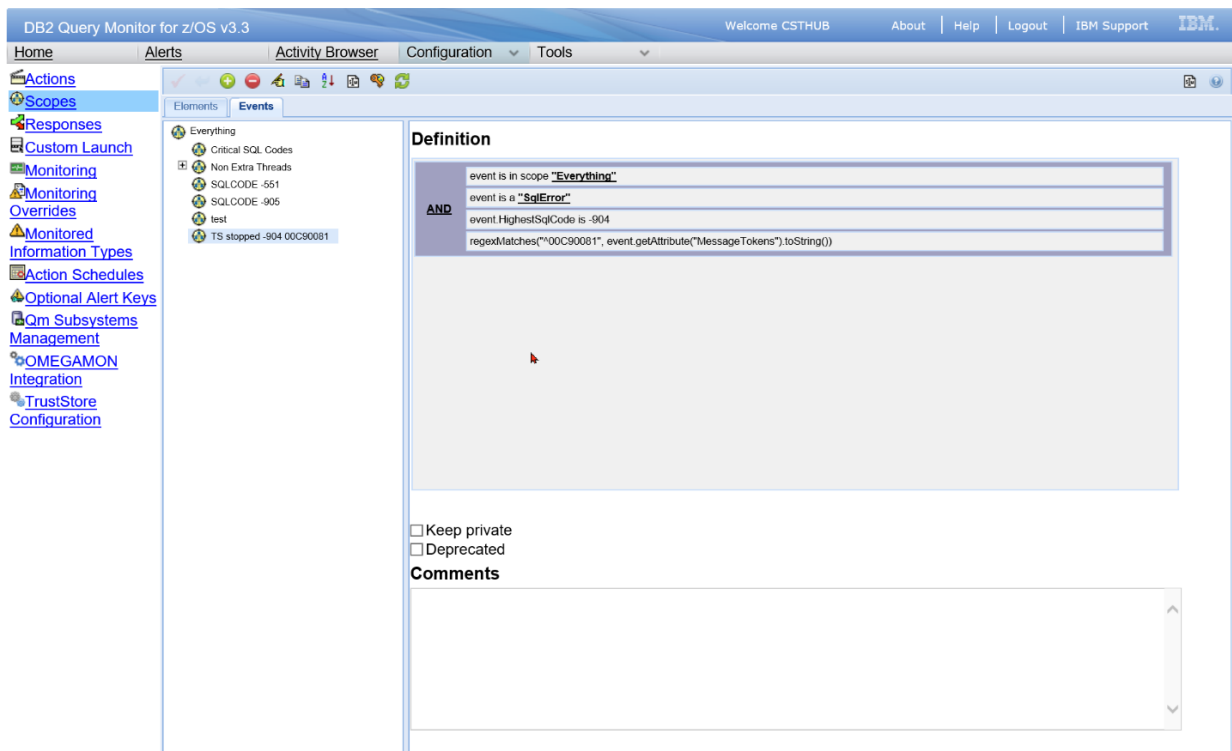 DB2 Query Monitor for z/OS v3.3
Welcome CSTHUB
About
Help
Logout
IBM Support
IBM.
Home
Alerts
Activity Browser
Configuration
Tools
Actions
Scopes
Responses
Custom Launch
Monitoring
Monitoring
Overrides
Monitored
Information Types
Action Schedules
Optional Alert Keys
Qm Subsystems
Management
OMEGAMON
Integration
TrustStore
Configuration
Elements
Events
Everything
Critical SQL Codes
Non Extra Threads
SQLCODE -551
SQLCODE -905
test
TS stopped -904 00C90081
Definition
AND
event is in scope "Everything"
event is a "SqlError"
event.HighestSqlCode is -904
regexMatches("^00C90081", event.getAttribute("MessageTokens").toString())
Keep private
Deprecated
Comments